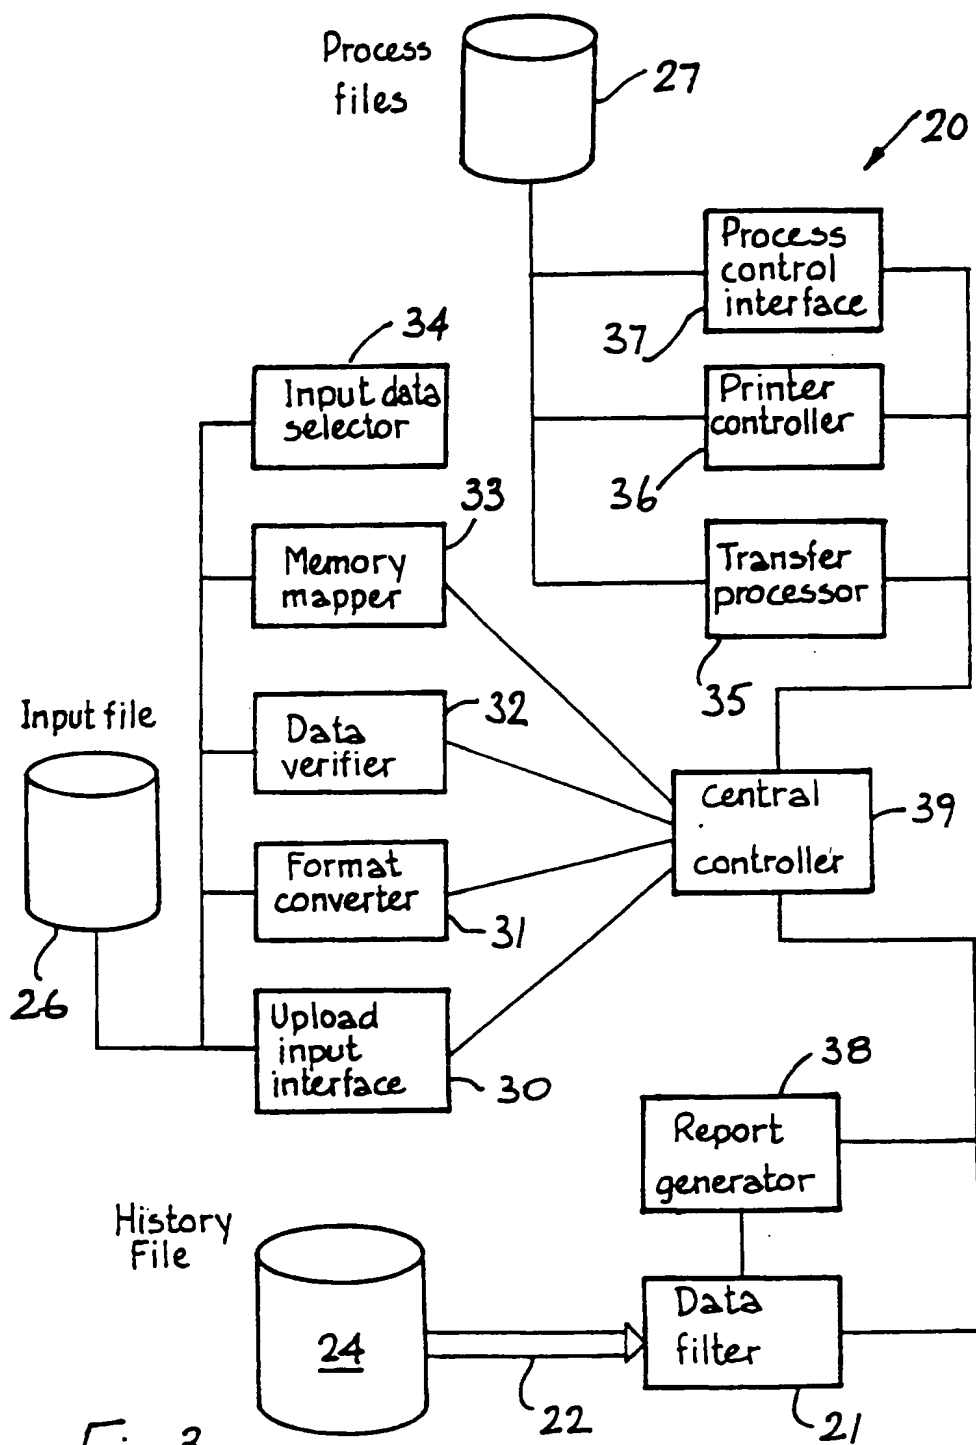 Process
files
27
20
Process
control
interface
37
34
Input data
selector
Printer
controller
36
33
Memory
mapper
Transfer
processor
35
Input file
32
Data
verifier
Central
controller
39
Format
converter
31
26
Upload
input
interface
30
38
Report
generator
History
File
24
22
Data
filter
21